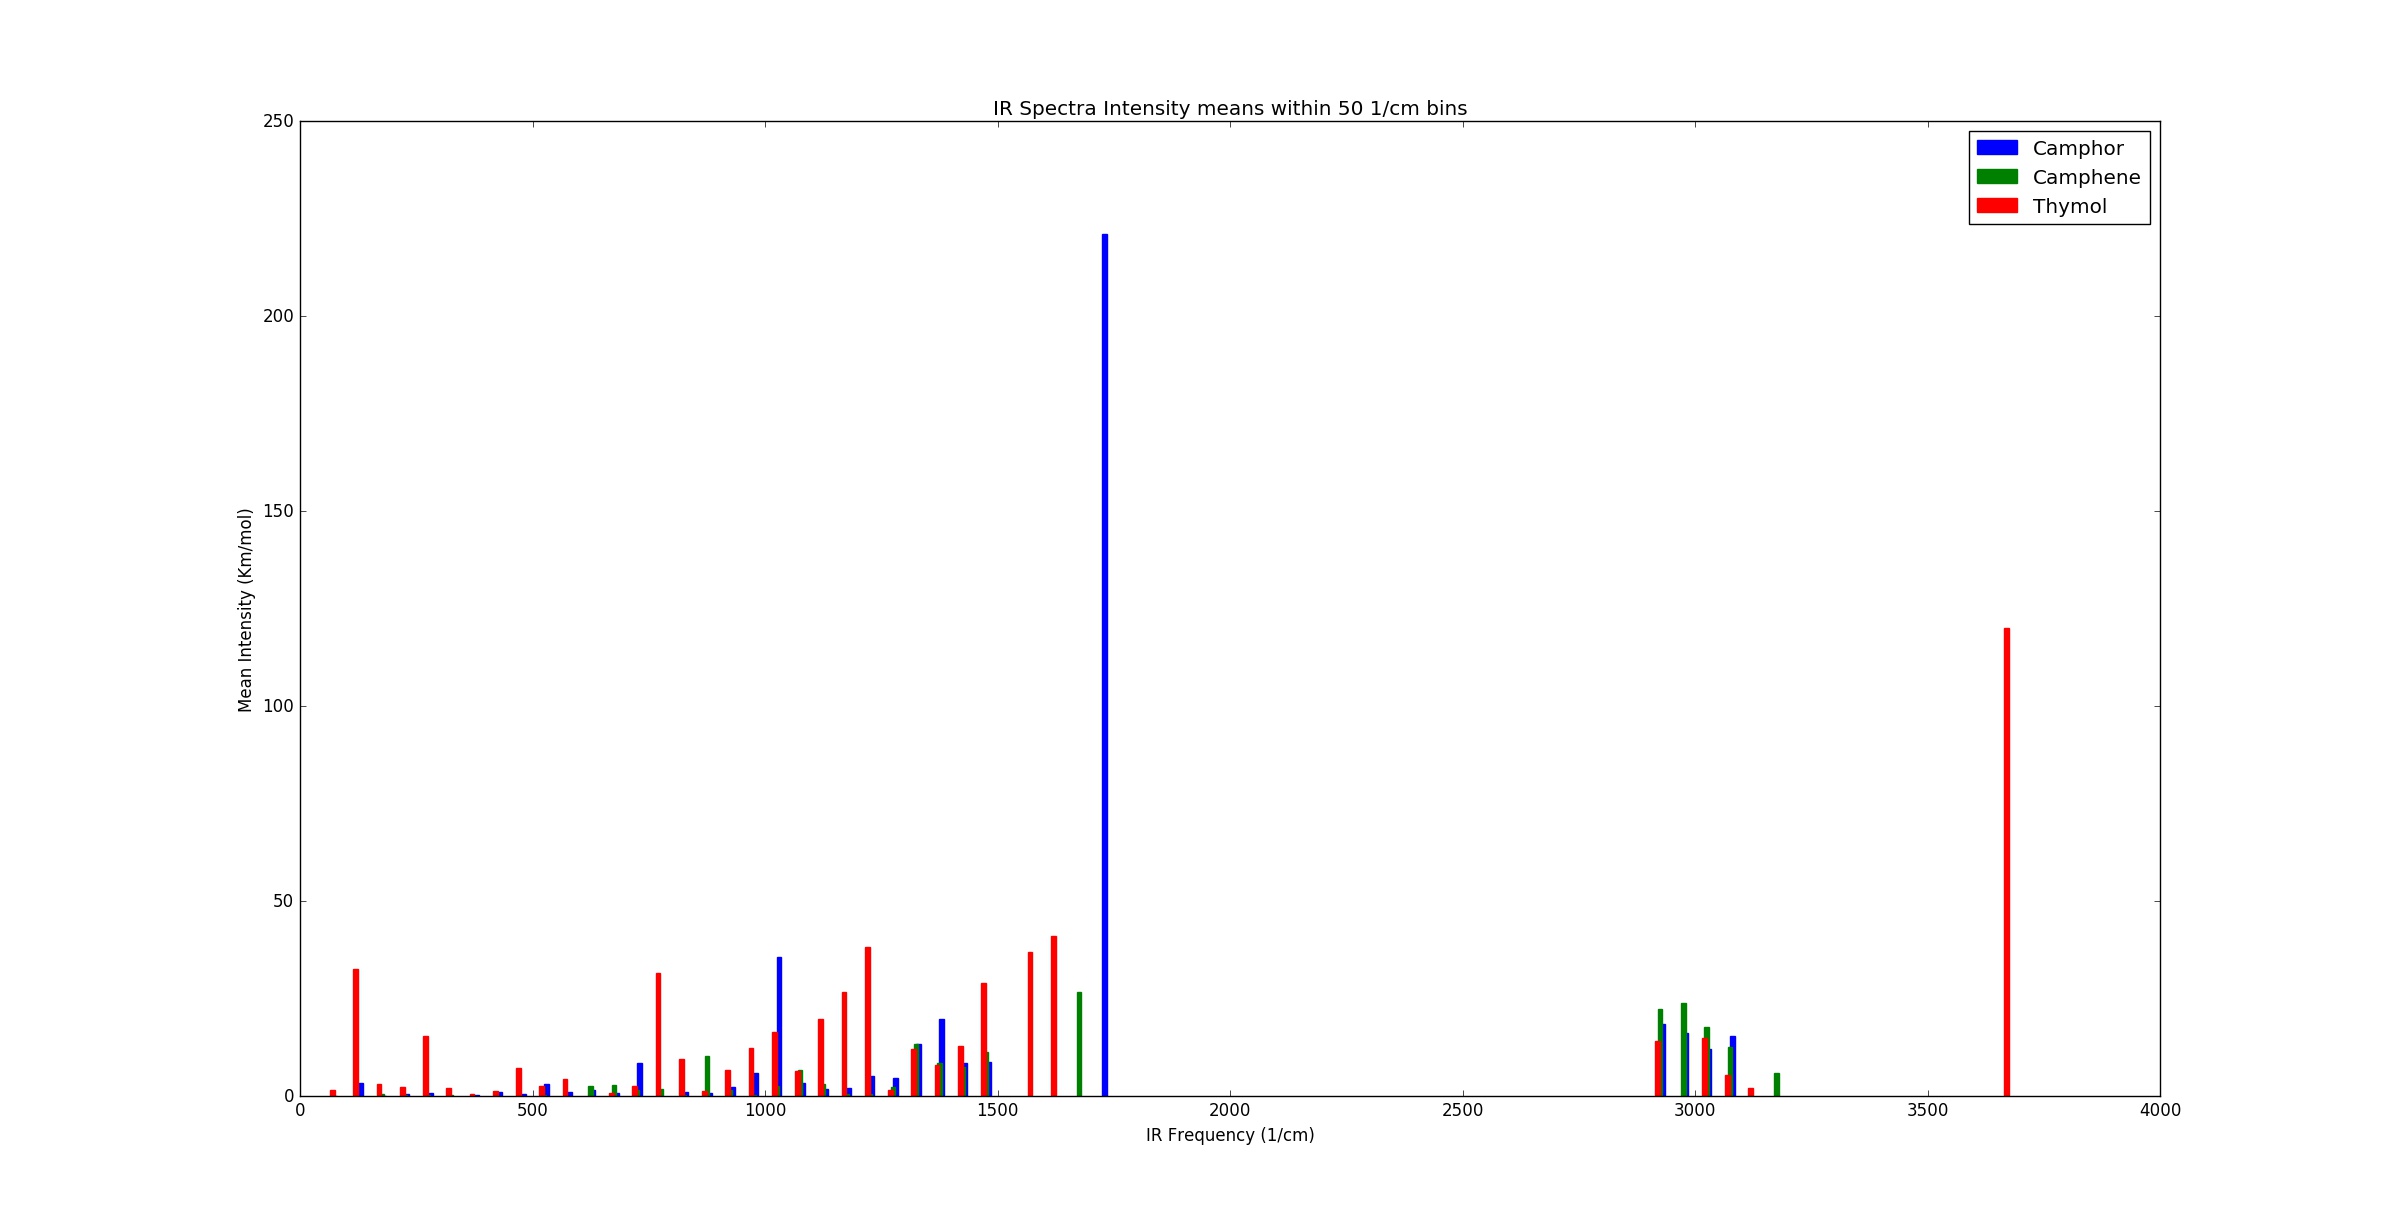 IR Spectra Intensity means within 50 1/cm bins
Camphor
Camphene
Thymol
Mean Intensity (Km/mol)
250
200
150
100
50
0
0 500 1000 1500 2000 2500 3000 3500 4000
IR Frequency (1/cm)